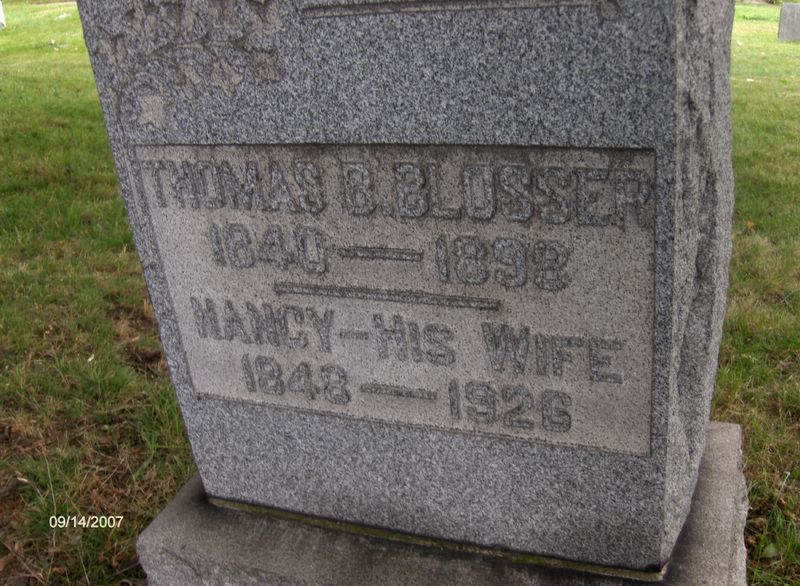 THOMAS B. BLOSSER
1840 — 1898
NANCY — HIS WIFE
1848 — 1926
09/14/2007